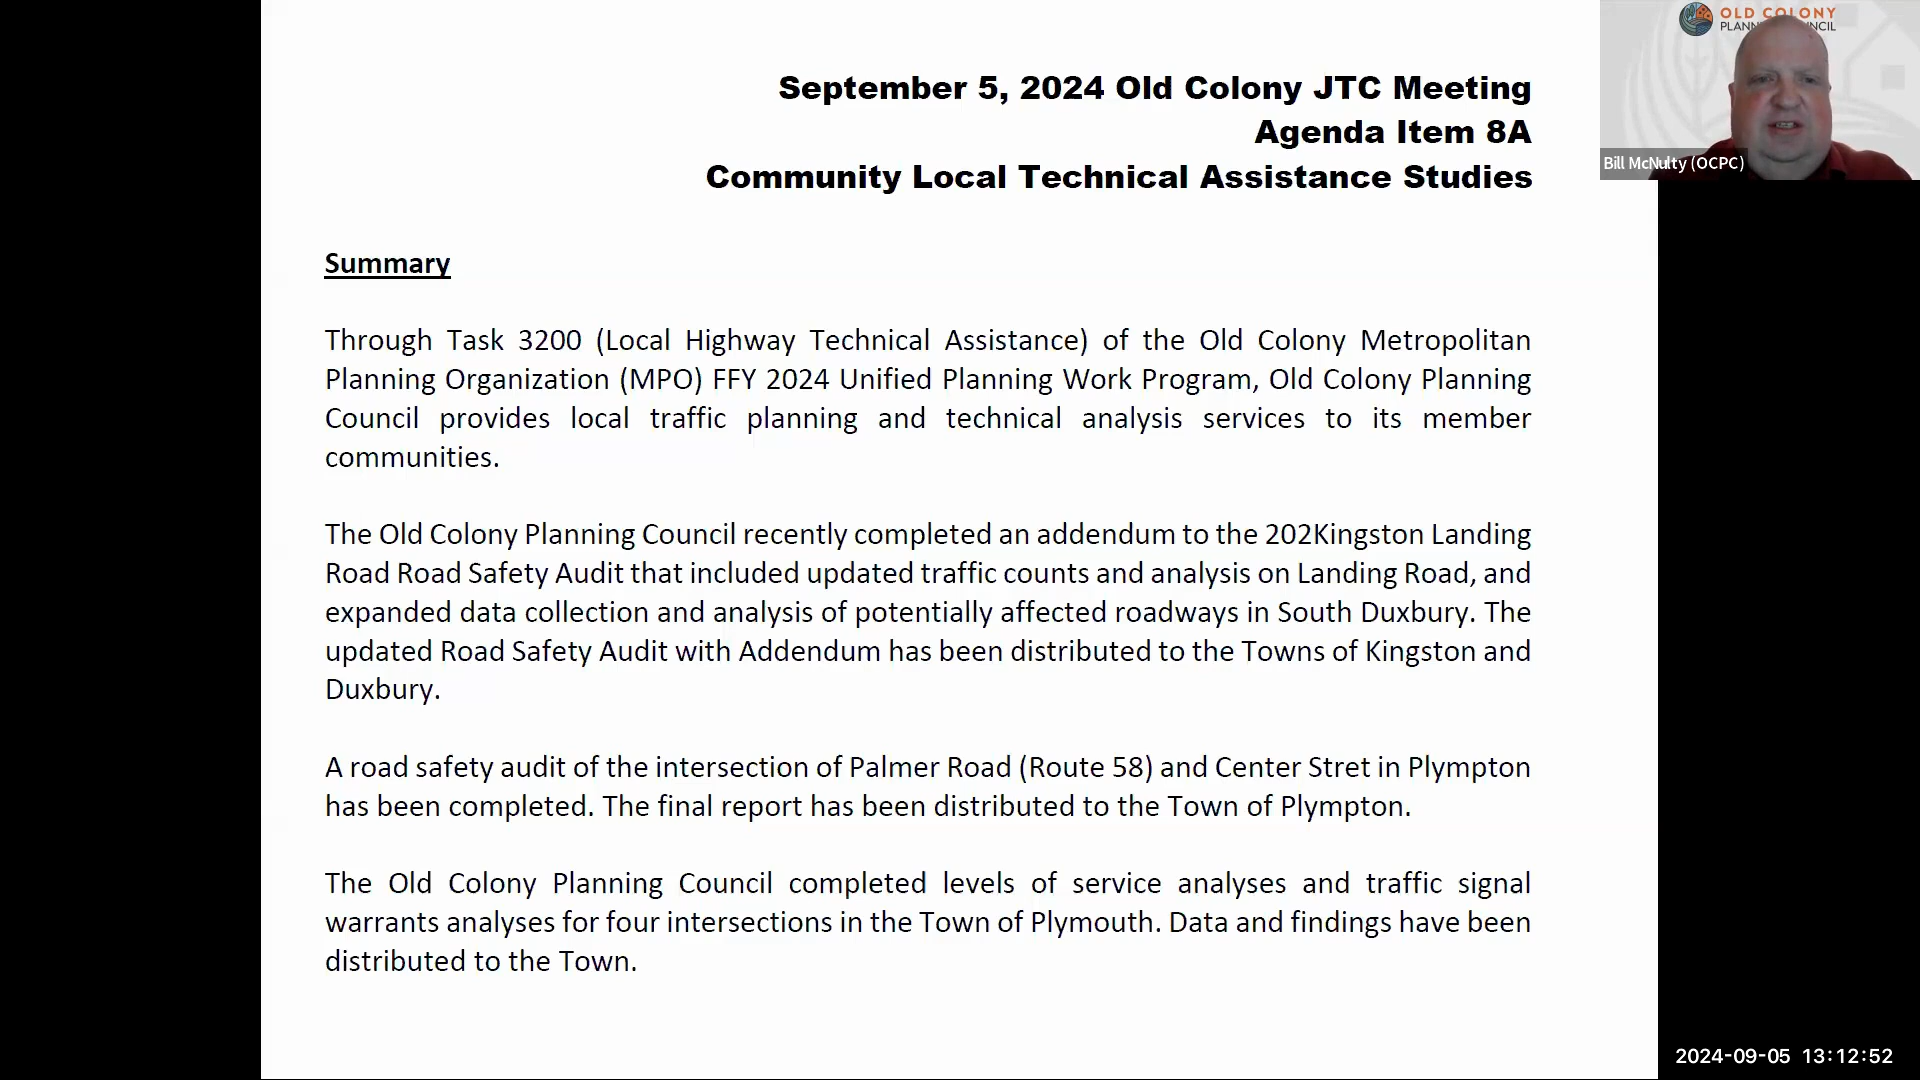 OLD COLONY
September 5, 2024 Old Colony JTC Meeting
Agenda Item 8A
Community Local Technical Assistance Studies
Bill McNulty (OCPC)
Summary
Through Task 3200 (Local Highway Technical Assistance) of the Old Colony Metropolitan
Planning Organization (MPO) FFY 2024 Unified Planning Work Program, Old Colony Planning
Council provides local traffic planning and technical analysis services to its member
communities.
The Old Colony Planning Council recently completed an addendum to the 202Kingston Landing
Road Road Safety Audit that included updated traffic counts and analysis on Landing Road, and
expanded data collection and analysis of potentially affected roadways in South Duxbury. The
updated Road Safety Audit with Addendum has been distributed to the Towns of Kingston and
Duxbury.
A road safety audit of the intersection of Palmer Road (Route 58) and Center Stret in Plympton
has been completed. The final report has been distributed to the Town of Plympton.
The Old Colony Planning Council completed levels of service analyses and traffic signal
warrants analyses for four intersections in the Town of Plymouth. Data and findings have been
distributed to the Town.
2024-09-05 13:12:52